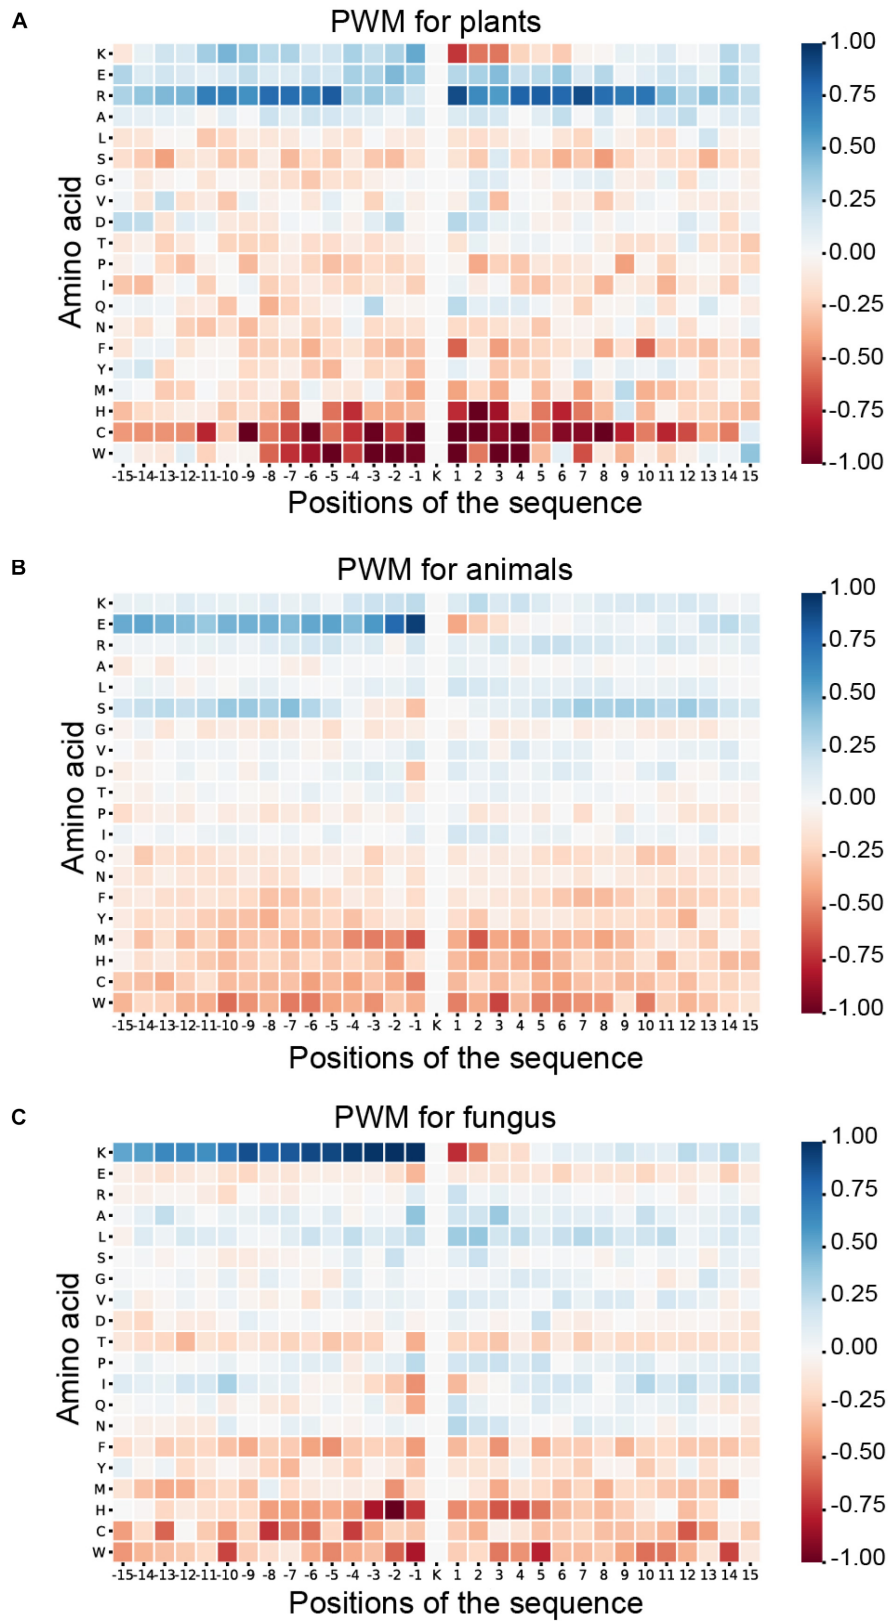 A
PWM for plants
Amino acid
K
E
R
A
L
S
G
V
D
T
P
I
Q
N
F
Y
M
H
C
W
-15 -14 -13 -12 -11 -10 -9 -8 -7 -6 -5 -4 -3 -2 -1 K 1 2 3 4 5 6 7 8 9 10 11 12 13 14 15
Positions of the sequence
1.00
0.75
0.50
0.25
0.00
-0.25
-0.50
-0.75
-1.00
B
PWM for animals
Amino acid
K
E
R
A
L
S
G
V
D
T
P
I
Q
N
F
Y
M
H
C
W
-15 -14 -13 -12 -11 -10 -9 -8 -7 -6 -5 -4 -3 -2 -1 K 1 2 3 4 5 6 7 8 9 10 11 12 13 14 15
Positions of the sequence
1.00
0.75
0.50
0.25
0.00
-0.25
-0.50
-0.75
-1.00
C
PWM for fungus
Amino acid
K
E
R
A
L
S
G
V
D
T
P
I
Q
N
F
Y
M
H
C
W
-15 -14 -13 -12 -11 -10 -9 -8 -7 -6 -5 -4 -3 -2 -1 K 1 2 3 4 5 6 7 8 9 10 11 12 13 14 15
Positions of the sequence
1.00
0.75
0.50
0.25
0.00
-0.25
-0.50
-0.75
-1.00